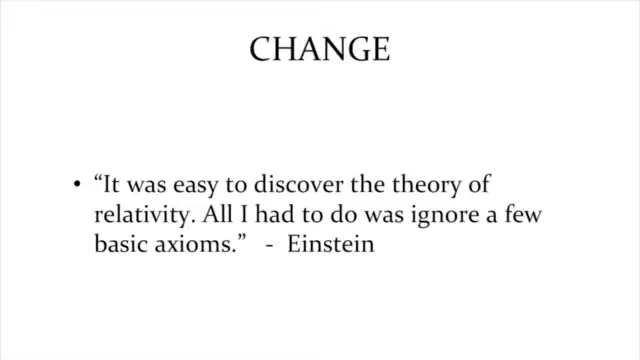 CHANGE
• “It was easy to discover the theory of
relativity. All I had to do was ignore a few
basic axioms.” - Einstein